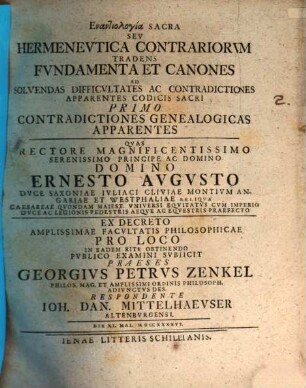 Εναντιολογία SACRA
SEV
HERMENEVTICA CONTRARIORVM
TRADENS
FVNDAMENTA ET CANONES
AD
SOLVENDAS DIFFICVLTATES AC CONTRADICTIONES
APPARENTES CODICIS SACRI
PRIMO
CONTRADICTIONES GENEALOGICAS
APPARENTES
2.
QVAS
RECTORE MAGNIFICENTISSIMO
SERENISSIMO PRINCIPE AC DOMINO
DOMINO
ERNESTO AVGVSTO
DVCE SAXONIAE IVLIACI CLIVIAE MONTIVM AN-
GARIAE ET WESTPHALIAE RELIQVA
CAESAREAE QVONDAM MAIEST. VNIVERSI EQVITATVS CVM IMPERIO
DVCE AC LEGIONIS PEDESTRIS ASQVE AC EQVESTRIS PRAEFECTO
EX DECRETO
AMPLISSIMAE FACVLTATIS PHILOSOPHICAE
PRO LOCO
IN EADEM RITE OBTINENDO
PVBLICO EXAMINI SVBIICIT
PRAESES
GEORGIVS PETRVS ZENKEL
PHILOS. MAG. ET AMPLISSIMI ORDINIS PHILOSOPH.
ADIVNCTVS DES.
RESPONDENTE
IOH. DAN. MITTELHAEVSER
ALTENBVRGENSI.
IENAE LITTERIS SCHILLIANIS.